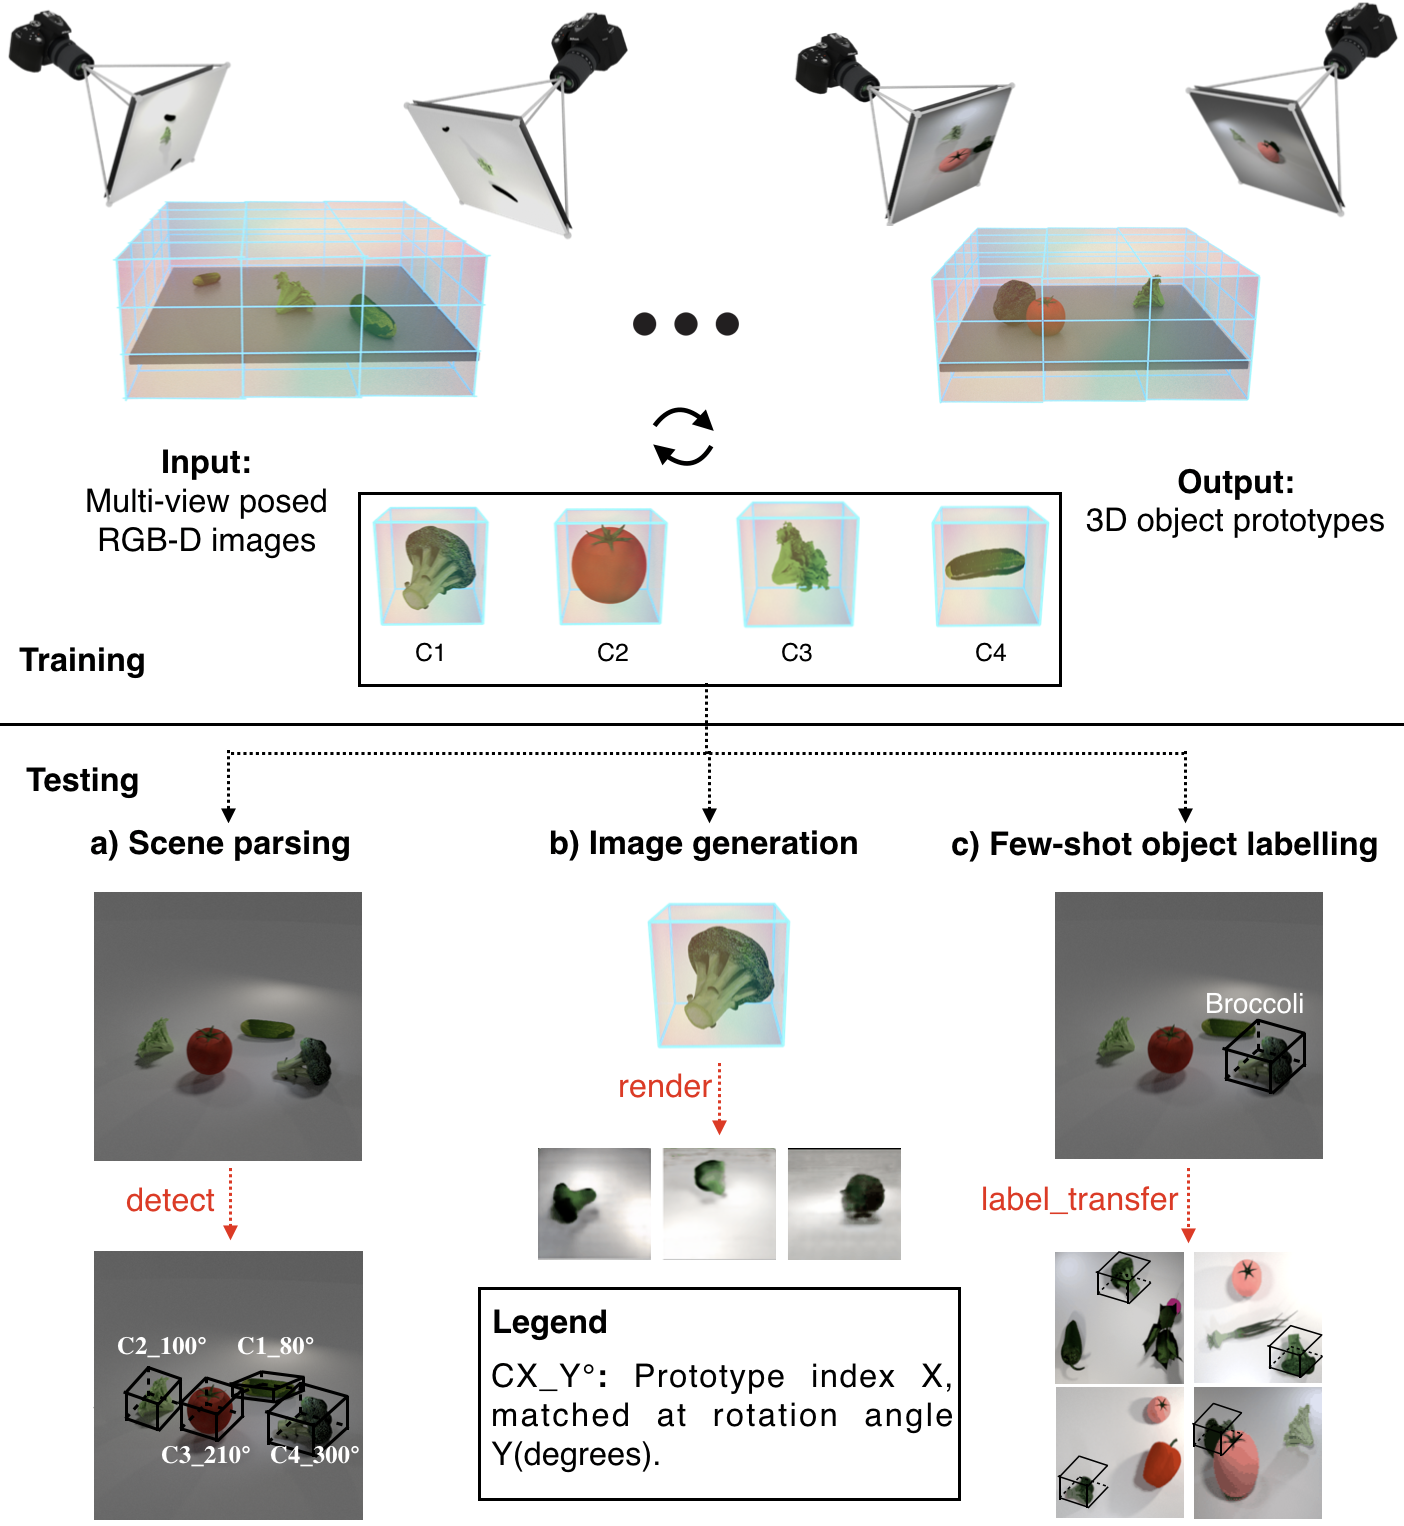 Input:
Multi-view posed
RGB-D images
Output:
3D object prototypes
C1
C2
C3
C4
Training
Testing
a) Scene parsing
b) Image generation
c) Few-shot object labelling
Broccoli
render
detect
label_transfer
C2_100°
C1_80°
C3_210°
C4_300°
Legend
CX_Y°: Prototype index X,
matched at rotation angle
Y(degrees).